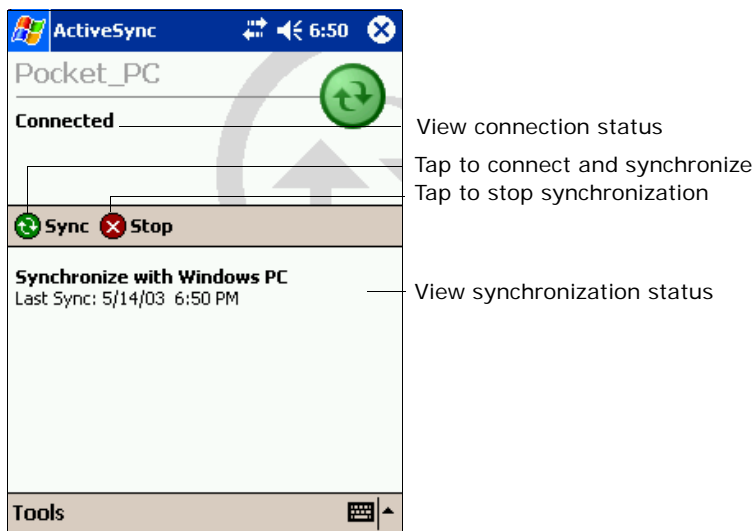 ActiveSync 6:50
Pocket_PC
Connected
View connection status
Tap to connect and synchronize
Tap to stop synchronization
Sync Stop
Synchronize with Windows PC
Last Sync: 5/14/03 6:50 PM
View synchronization status
Tools